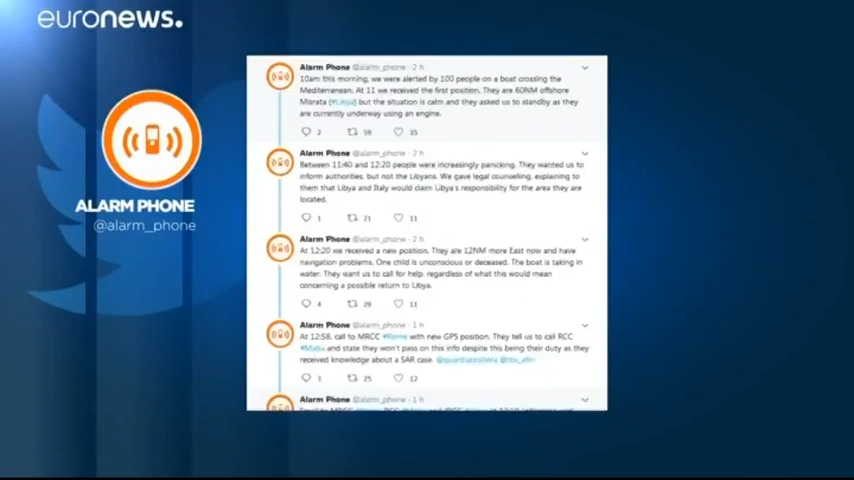 euronews.
ALARM PHONE
@alarm_phone
Alarm Phone @alarm_phone · 2 h
10am this morning, we were alerted by 100 people on a boat crossing the
Mediterranean. At 11 we received the first position. They are 60NM offshore
Misrata (#Libya) but the situation is calm and they asked us to standby as they
are currently underway using an engine.
2 59 35
Alarm Phone @alarm_phone · 2 h
Between 11:40 and 12:20 people were increasingly panicking. They wanted us to
inform authorities, but not the Libyans. We gave legal counselling, explaining to
them that Libya and Italy would claim Libya's responsibility for the area they are
located.
1 21 11
Alarm Phone @alarm_phone · 2 h
At 12:20 we received a new position. They are 12NM more East now and have
navigation problems. One child is unconscious or deceased. The boat is taking in
water. They want us to call for help, regardless of what this would mean
concerning a possible return to Libya.
4 29 11
Alarm Phone @alarm_phone · 1 h
At 12:58, call to MRCC #Rome with new GPS position. They tell us to call RCC
#Malta and state they won't pass on this info despite this being their duty as they
received knowledge about a SAR case. @guardiacostiera
3 25 12
Alarm Phone @alarm_phone · 1 h